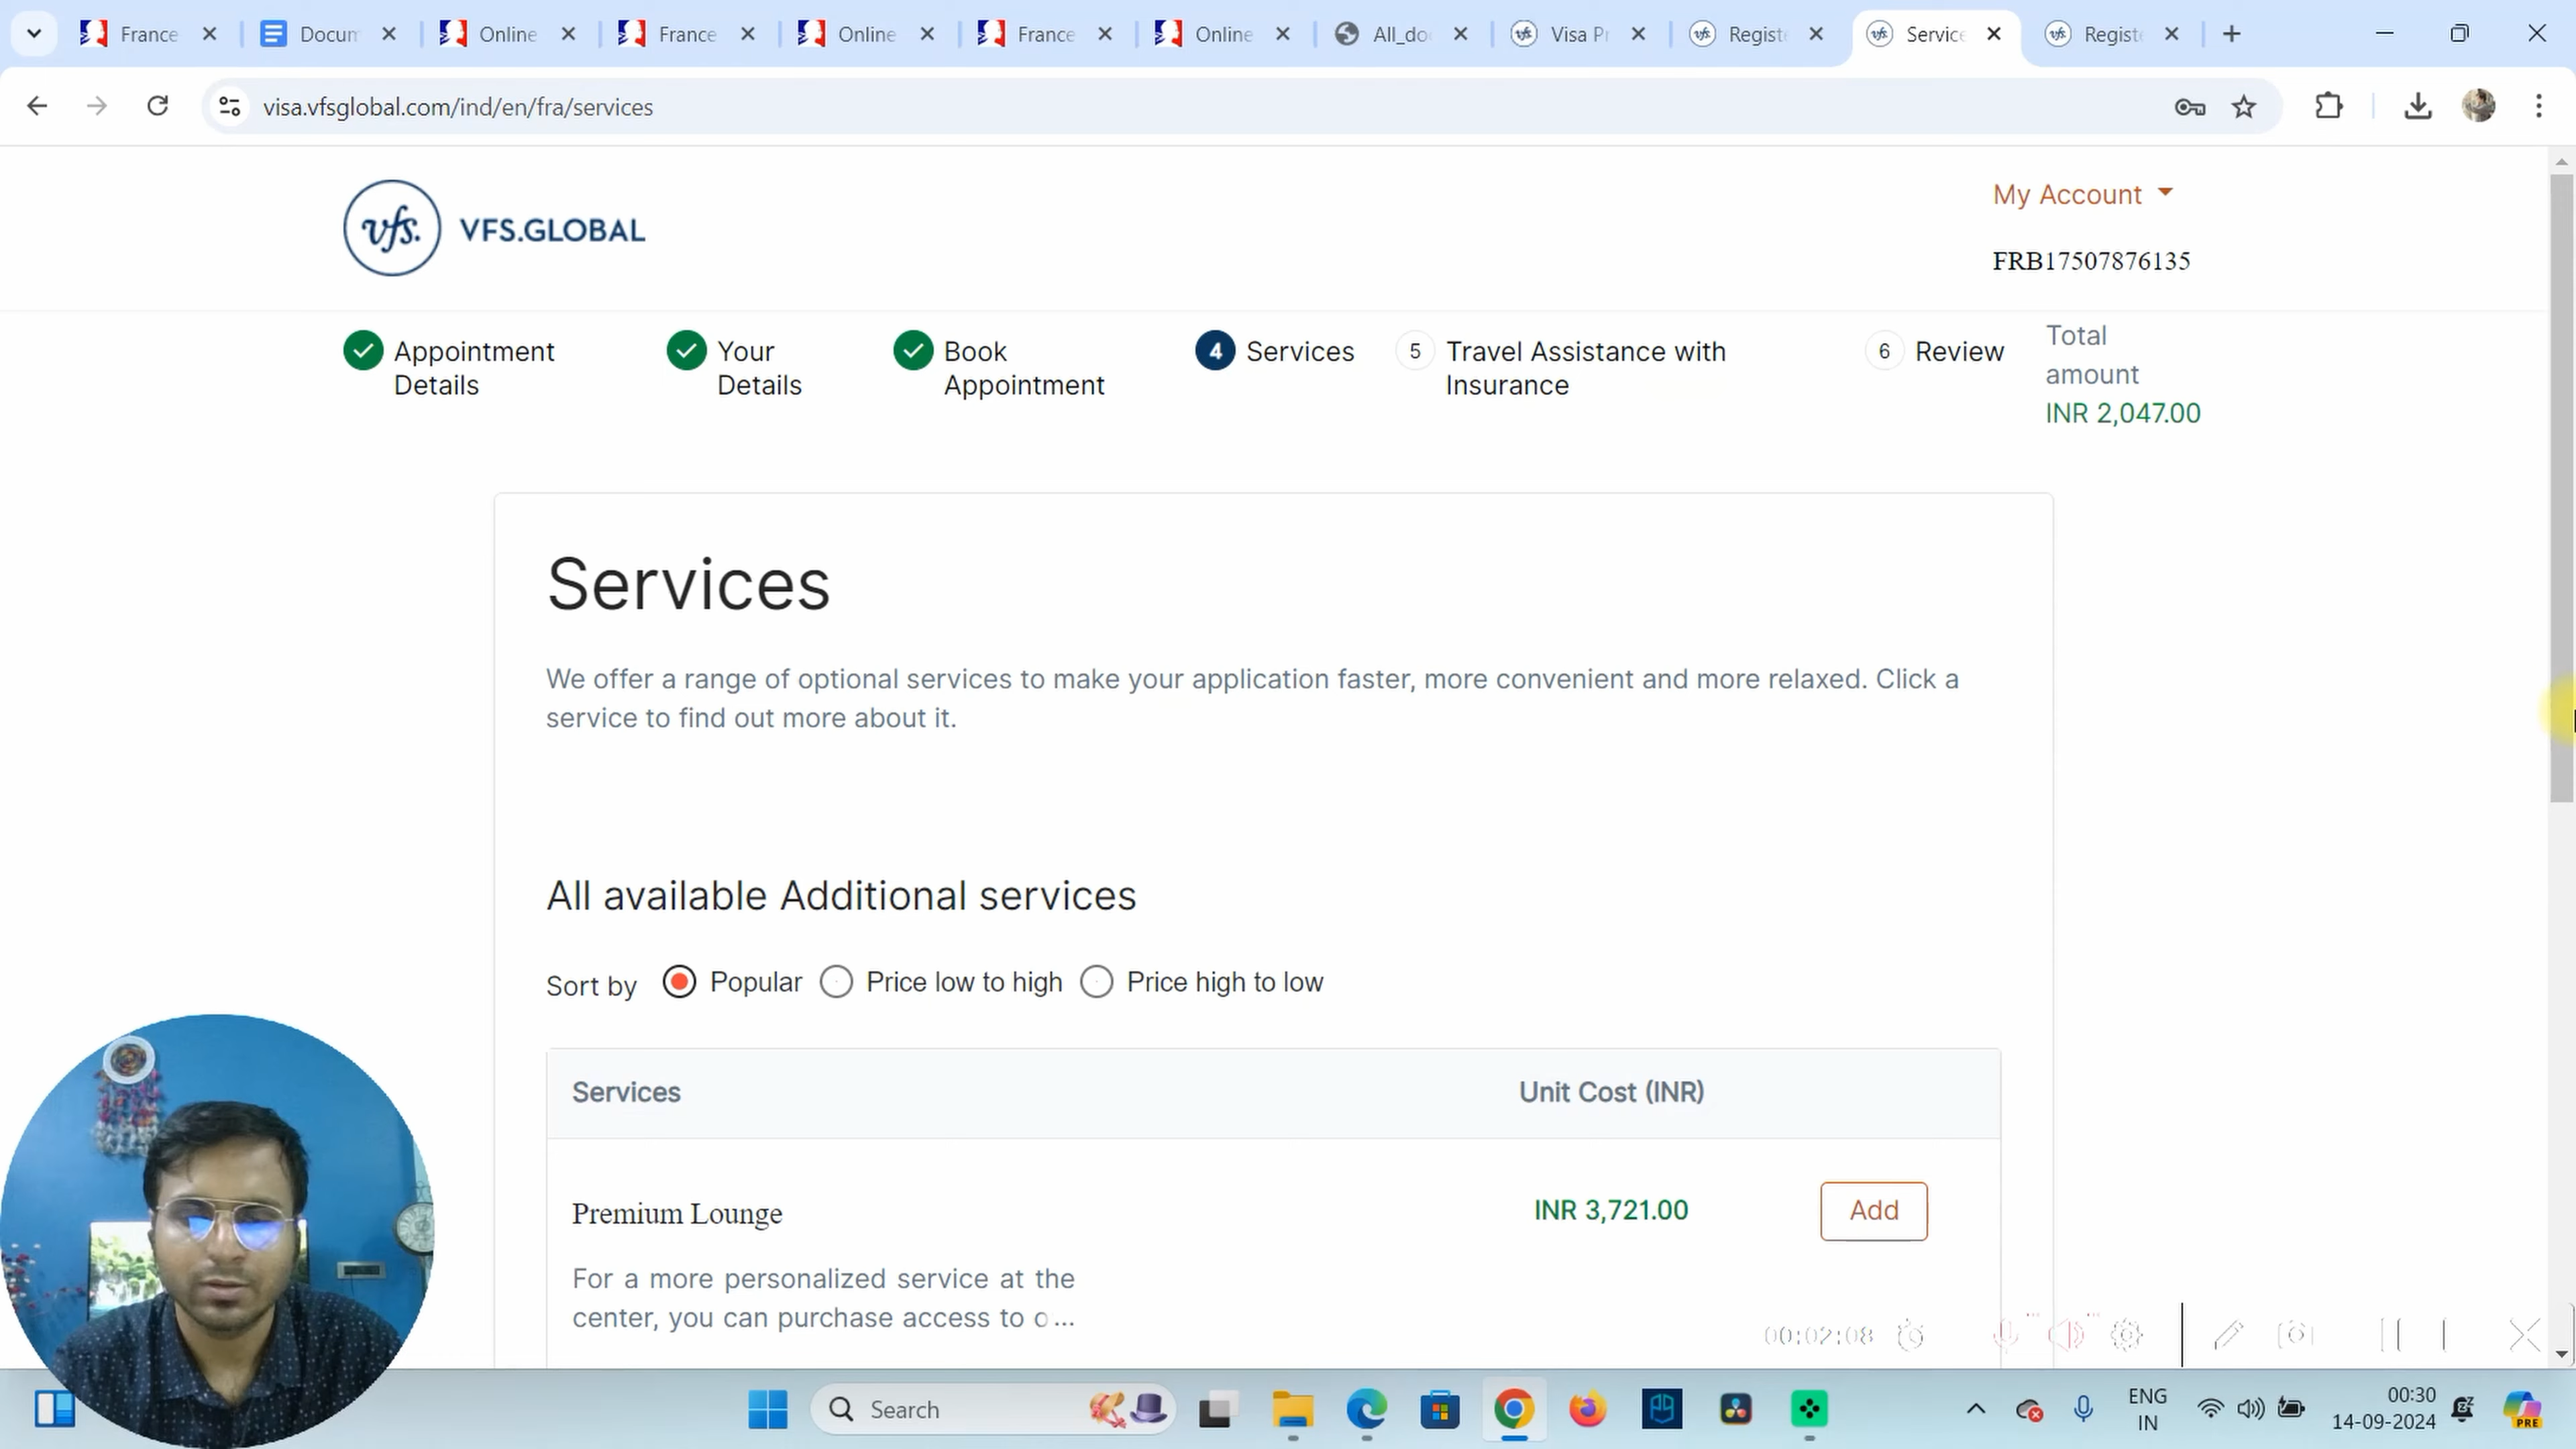 France
Docum
Online
France
Online
France
Online
All_do
Visa Pr
Registe
Service
Registe
visa.vfsglobal.com/ind/en/fra/services
vfs. VFS.GLOBAL
My Account
FRB17507876135
Appointment
Details
Your
Details
Book
Appointment
4 Services
5 Travel Assistance with
Insurance
6 Review
Total
amount
INR 2,047.00
Services
We offer a range of optional services to make your application faster, more convenient and more relaxed. Click a
service to find out more about it.
All available Additional services
Sort by Popular Price low to high Price high to low
Services Unit Cost (INR)
Premium Lounge INR 3,721.00 Add
For a more personalized service at the
center, you can purchase access to o...
00:02:08
Search
ENG
IN
00:30
14-09-2024
PRE